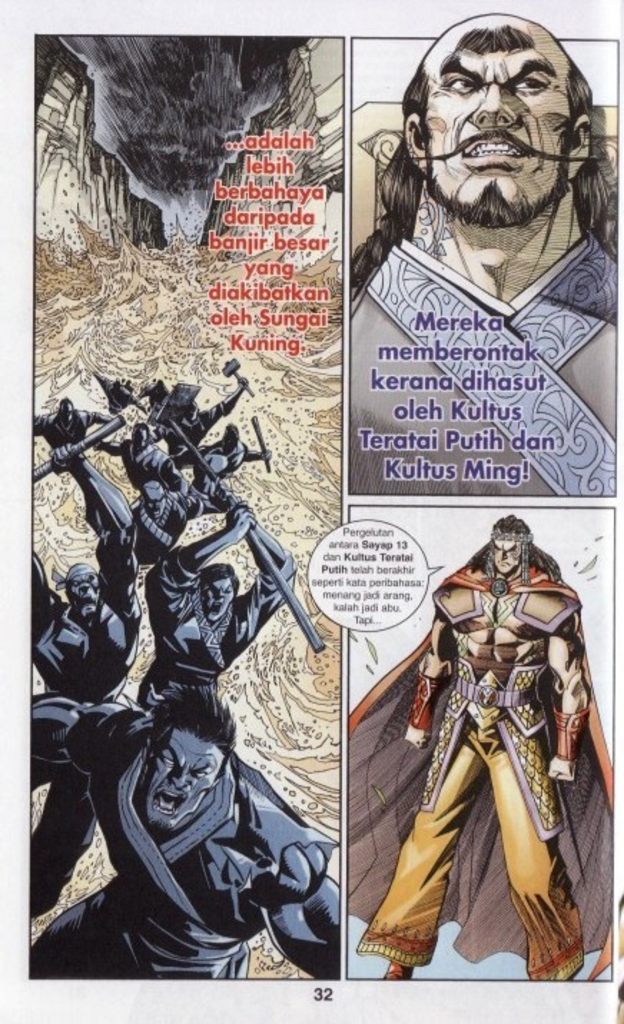 ...adalah
lebih
berbahaya
daripada
banjir besar
yang
diakibatkan
oleh Sungai
Kuning.
Mereka
memberontak
kerana dihasut
oleh Kultus
Teratai Putih dan
Kultus Ming!
Pergelutan
antara Sayap 13
dan Kultus Teratai
Putih telah berakhir
seperti kata peribahasa:
menang jadi arang,
kalah jadi abu.
Tapi...
32